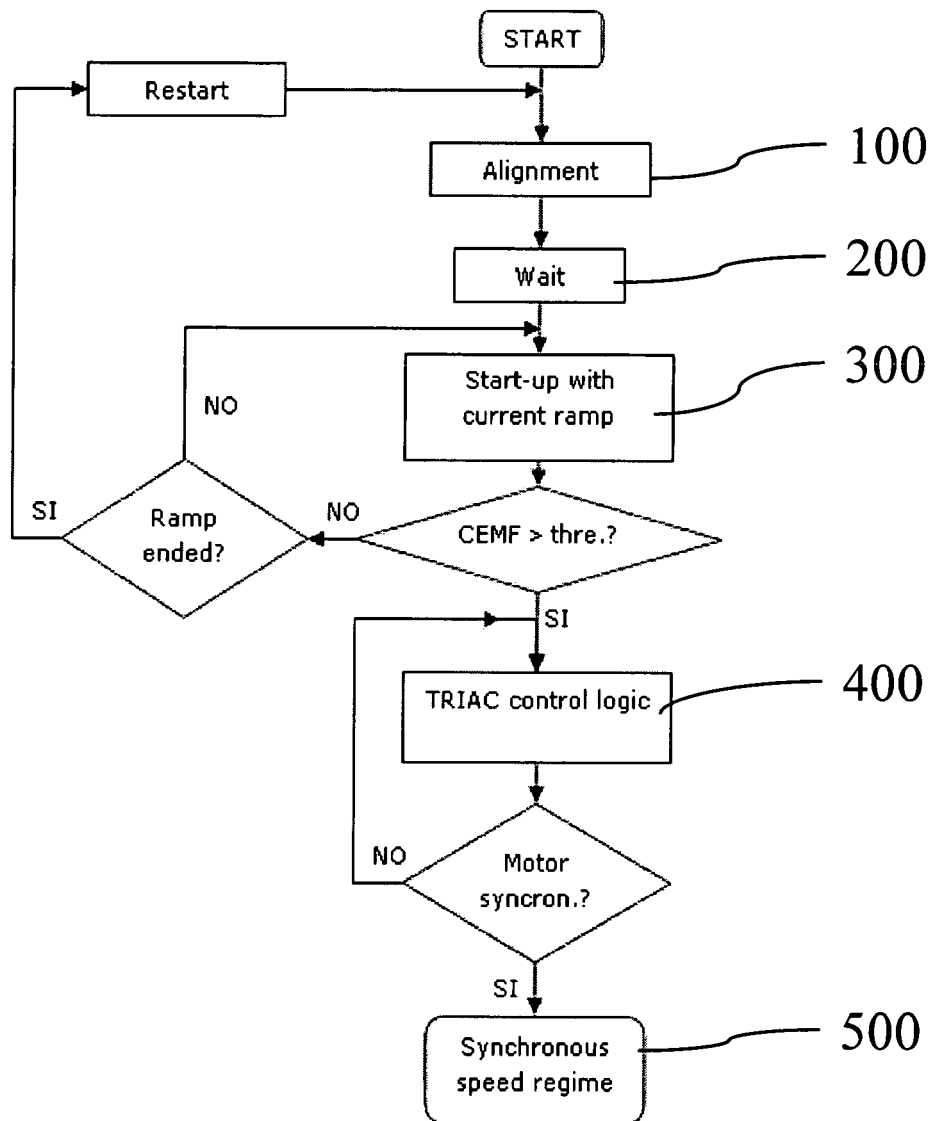 START
Restart
Alignment
100
Wait
200
Start-up with
current ramp
300
NO
SI
Ramp
ended?
NO
CEMF > thre.?
SI
TRIAC control logic
400
NO
Motor
syncron.?
SI
Synchronous
speed regime
500